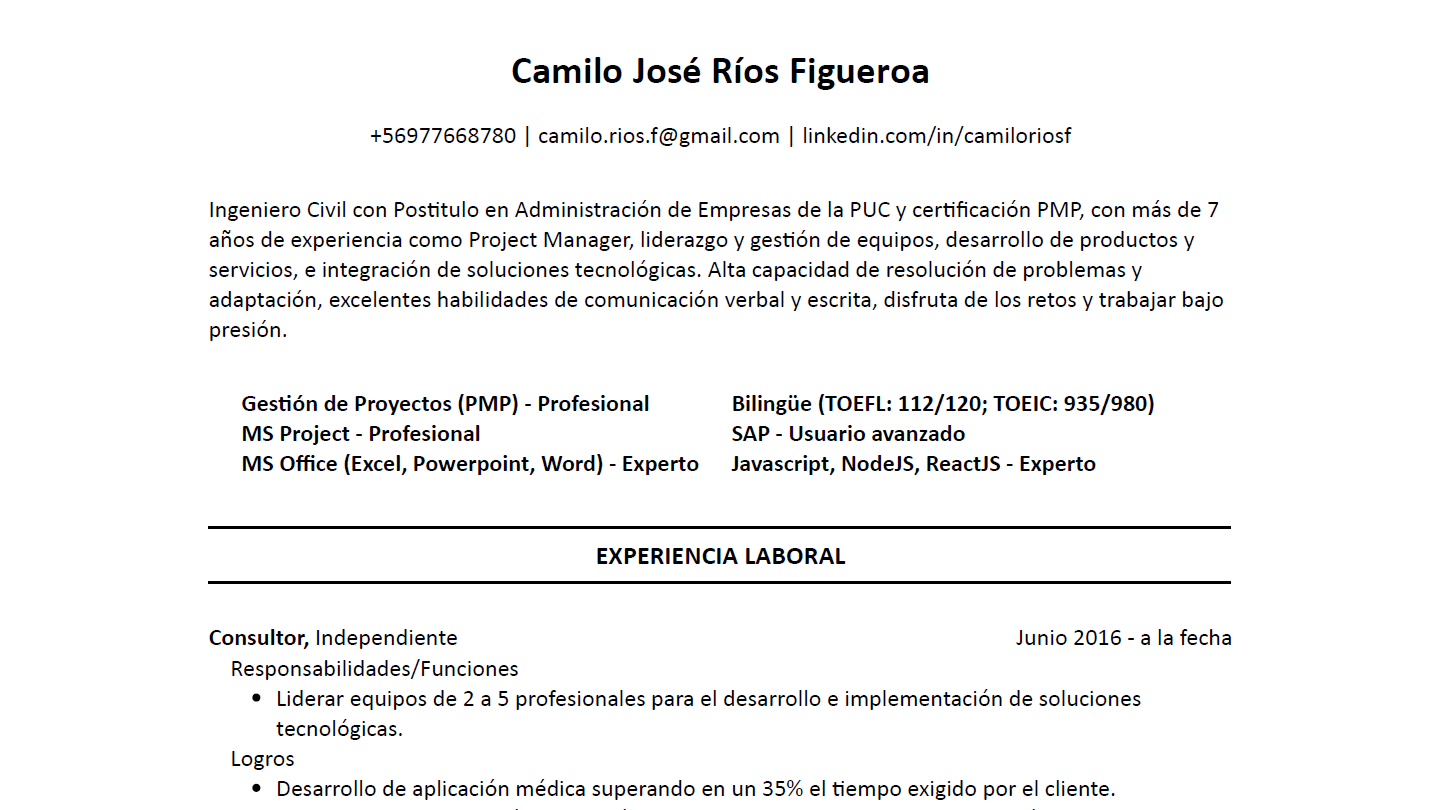 Camilo José Ríos Figueroa
+56977668780 | camilo.rios.f@gmail.com | linkedin.com/in/camiloriosf
Ingeniero Civil con Postitulo en Administración de Empresas de la PUC y certificación PMP, con más de 7
años de experiencia como Project Manager, liderazgo y gestión de equipos, desarrollo de productos y
servicios, e integración de soluciones tecnológicas. Alta capacidad de resolución de problemas y
adaptación, excelentes habilidades de comunicación verbal y escrita, disfruta de los retos y trabajar bajo
presión.
Gestión de Proyectos (PMP) - Profesional
MS Project - Profesional
MS Office (Excel, Powerpoint, Word) - Experto
Bilingüe (TOEFL: 112/120; TOEIC: 935/980)
SAP - Usuario avanzado
Javascript, NodeJS, ReactJS - Experto
EXPERIENCIA LABORAL
Consultor, Independiente Junio 2016 - a la fecha
Responsabilidades/Funciones
• Liderar equipos de 2 a 5 profesionales para el desarrollo e implementación de soluciones
tecnológicas.
Logros
• Desarrollo de aplicación médica superando en un 35% el tiempo exigido por el cliente.